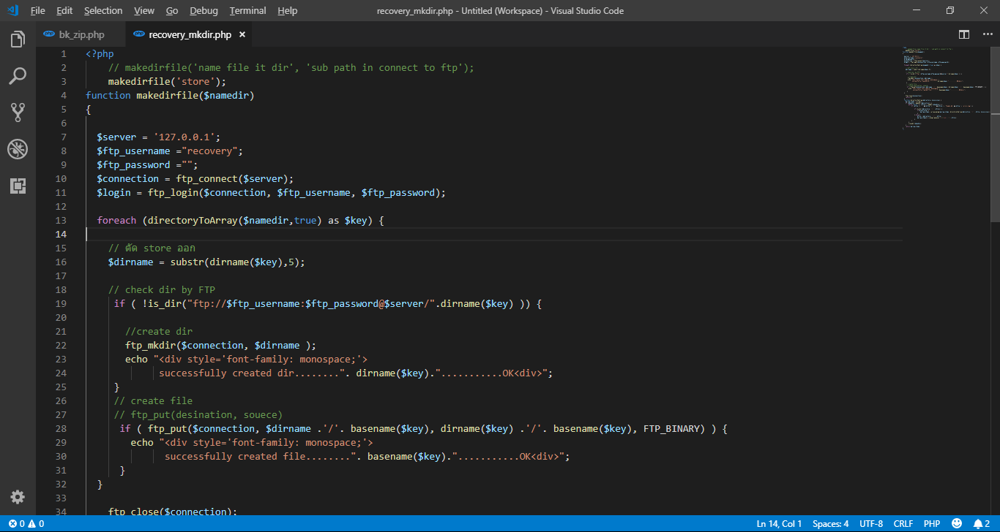 File Edit Selection View Go Debug Terminal Help recovery_mkdir.php - Untitled (Workspace) - Visual Studio Code
bk_zip.php recovery_mkdir.php ×
1 <?php
2 // makedirfile('name file it dir', 'sub path in connect to ftp');
3 makedirfile('store');
4 function makedirfile($namedir)
5 {
6
7 $server = '127.0.0.1';
8 $ftp_username ="recovery";
9 $ftp_password ="";
10 $connection = ftp_connect($server);
11 $login = ftp_login($connection, $ftp_username, $ftp_password);
12
13 foreach (directoryToArray($namedir,true) as $key) {
14
15 // ตัด store ออก
16 $dirname = substr(dirname($key),5);
17
18 // check dir by FTP
19 if ( !is_dir("ftp://$ftp_username:$ftp_password@$server/".dirname($key) )) {
20
21 //create dir
22 ftp_mkdir($connection, $dirname );
23 echo "<div style='font-family: monospace;'>
24 successfully created dir........". dirname($key)."...........OK<div>";
25 }
26 // create file
27 // ftp_put(desination, souece)
28 if ( ftp_put($connection, $dirname .'/'. basename($key), dirname($key) .'/'. basename($key), FTP_BINARY) ) {
29 echo "<div style='font-family: monospace;'>
30 successfully created file........". basename($key)."...........OK<div>";
31 }
32 }
33
34 ftp_close($connection);
0 0 Ln 14, Col 1 Spaces: 4 UTF-8 CRLF PHP 2